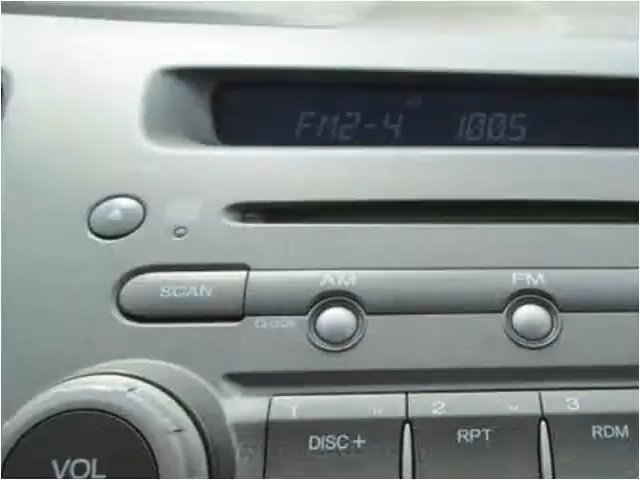 FM2-4 1005
AM FM
SCAN
CLOCK
1 2 3
DISC+ RPT RDM
VOL